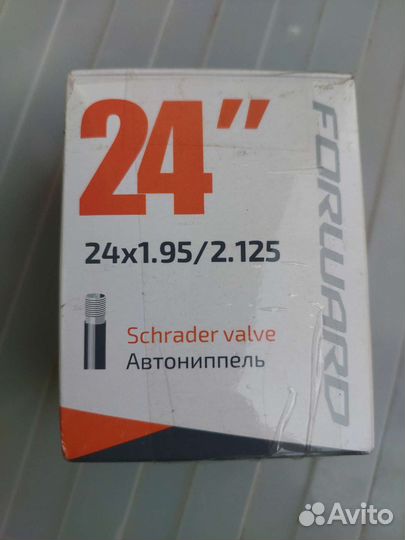 24"
FORWARD
24x1.95/2.125
Schrader valve
Автониппель
Avito